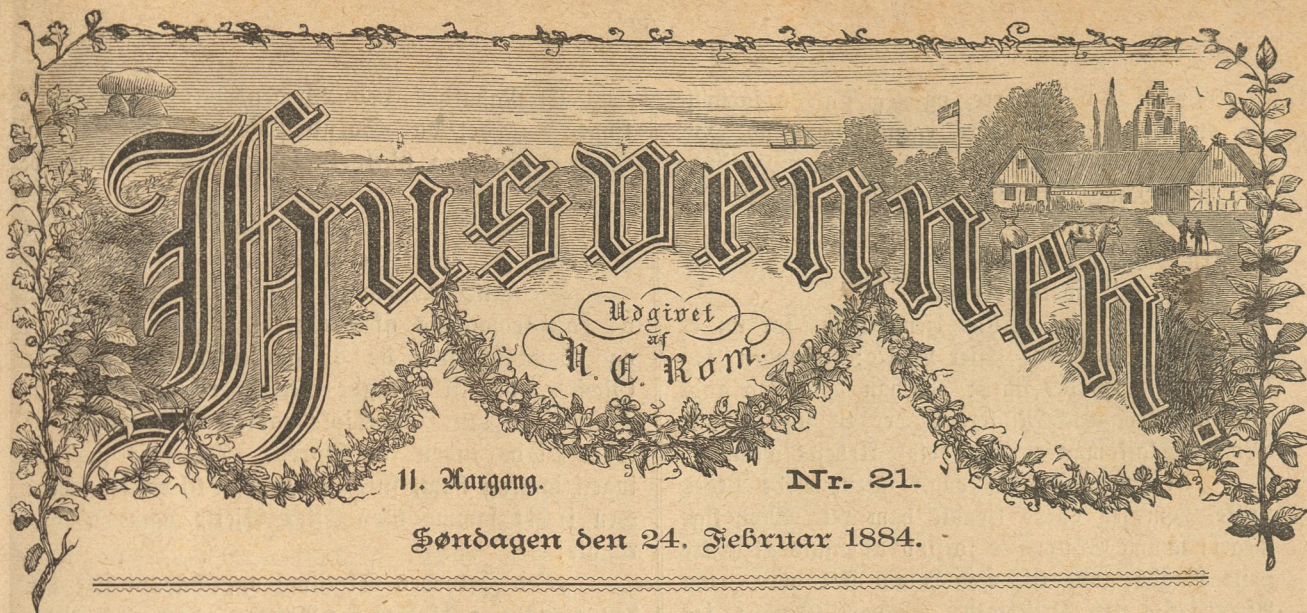 Husvennen.
Udgivet
af
N. C. Rom.
11. Aargang. Nr. 21.
Søndagen den 24. Februar 1884.